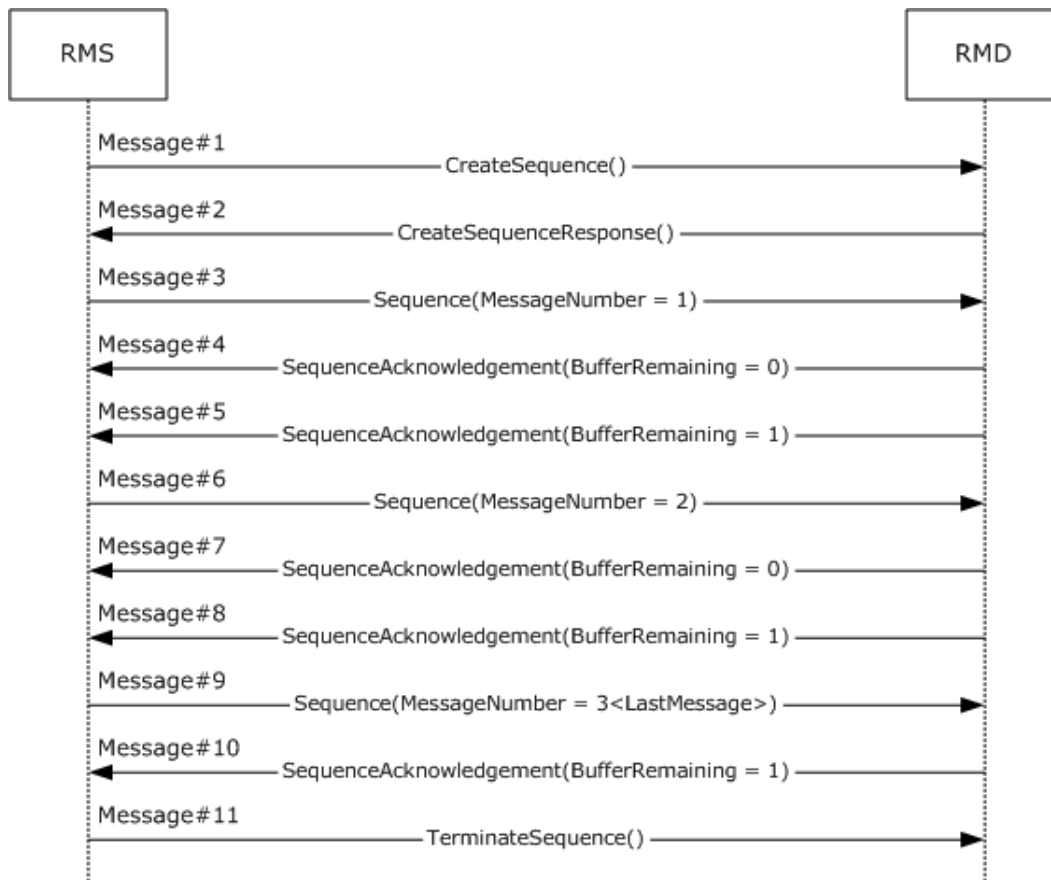 RMS
RMD
Message#1
CreateSequence()
Message#2
CreateSequenceResponse()
Message#3
Sequence(MessageNumber = 1)
Message#4
SequenceAcknowledgement(BufferRemaining = 0)
Message#5
SequenceAcknowledgement(BufferRemaining = 1)
Message#6
Sequence(MessageNumber = 2)
Message#7
SequenceAcknowledgement(BufferRemaining = 0)
Message#8
SequenceAcknowledgement(BufferRemaining = 1)
Message#9
Sequence(MessageNumber = 3<LastMessage>)
Message#10
SequenceAcknowledgement(BufferRemaining = 1)
Message#11
TerminateSequence()